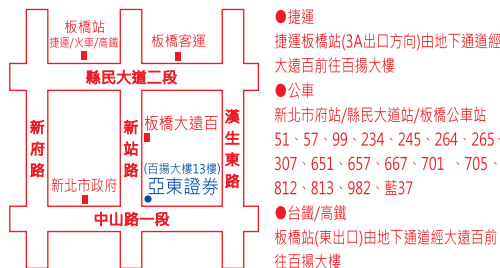 板橋站
捷運/火車/高鐵
板橋客運
縣民大道二段
新府路
新站路
漢生東路
板橋大遠百
(百揚大樓13樓)
亞東證券
新北市政府
中山路一段
●捷運
捷運板橋站(3A出口方向)由地下通道經
大遠百前往百揚大樓
●公車
新北市府站/縣民大道站/板橋公車站
51、57、99、234、245、264、265、
307、651、657、667、701 、705、
812、813、982、藍37
●台鐵/高鐵
板橋站(東出口)由地下通道經大遠百前
往百揚大樓